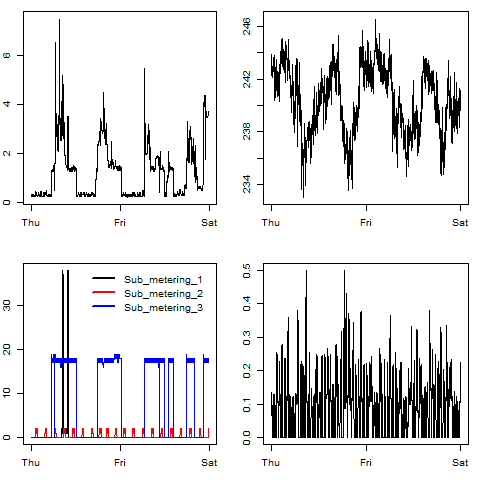 6
4
2
0
Thu Fri Sat
246
242
238
234
Thu Fri Sat
30
20
10
0
Sub_metering_1
Sub_metering_2
Sub_metering_3
Thu Fri Sat
0.5
0.4
0.3
0.2
0.1
0.0
Thu Fri Sat